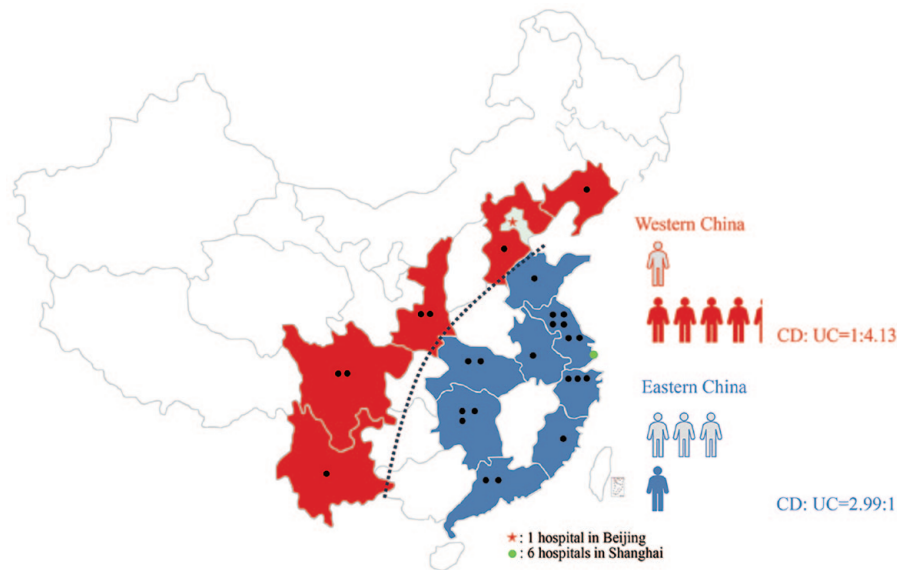 Western China
CD: UC=1:4.13
Eastern China
CD: UC=2.99:1
: 1 hospital in Beijing
: 6 hospitals in Shanghai